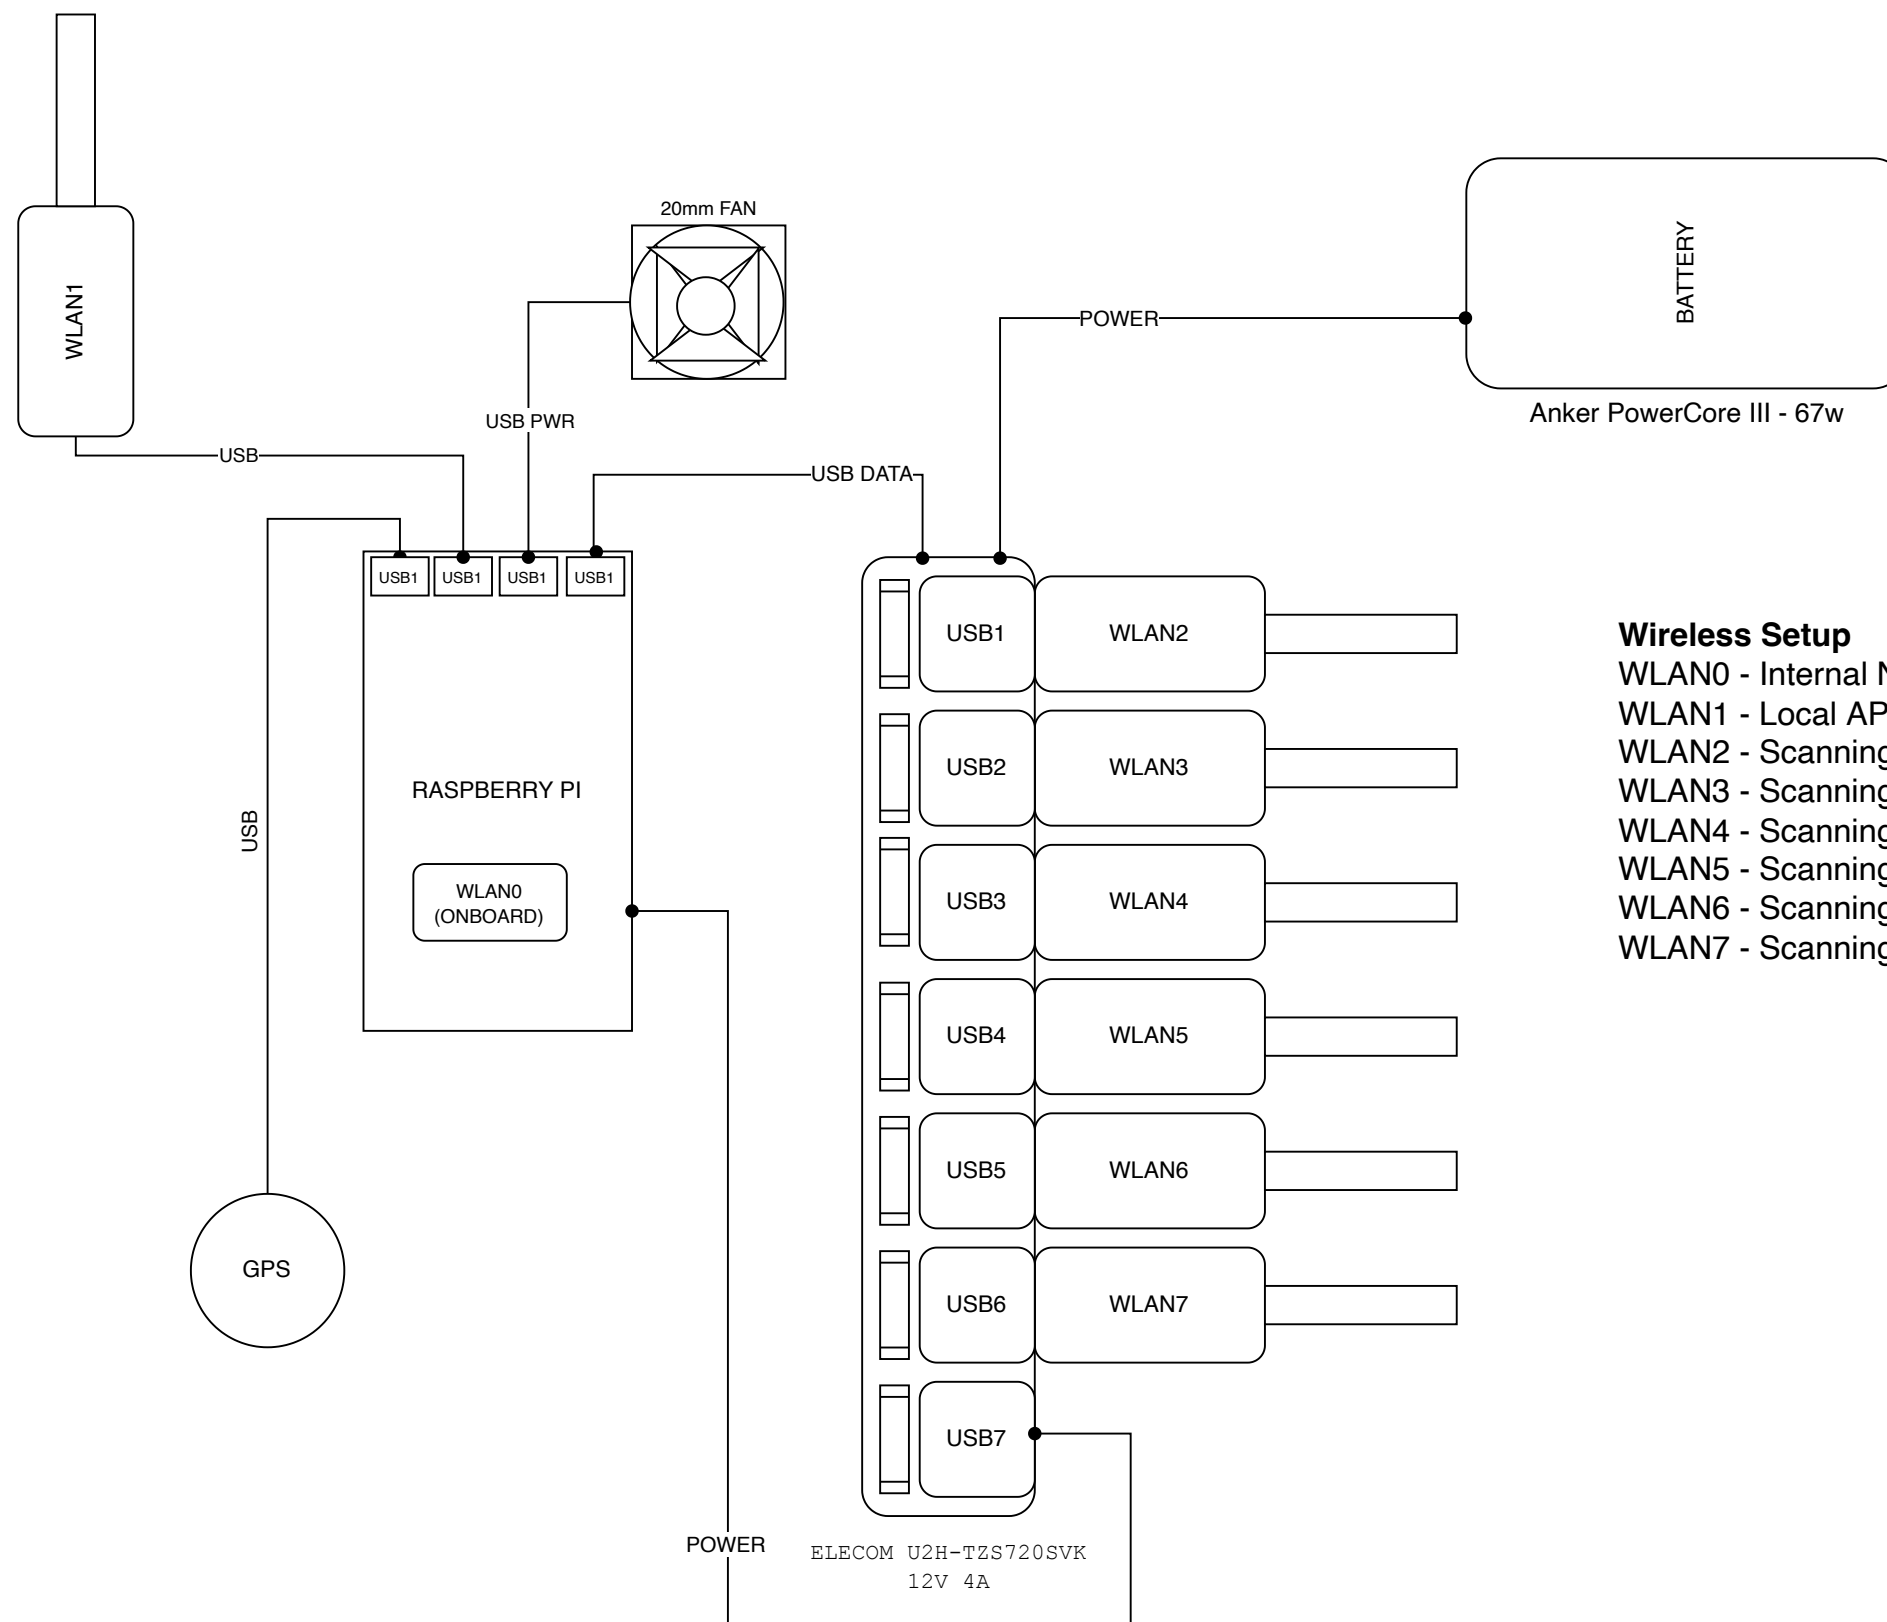 WLAN1
20mm FAN
BATTERY
POWER
Anker PowerCore III - 67w
USB PWR
USB
USB DATA
USB1
USB1
USB1
USB1
RASPBERRY PI
WLAN0
(ONBOARD)
USB
GPS
USB1
WLAN2
USB2
WLAN3
USB3
WLAN4
USB4
WLAN5
USB5
WLAN6
USB6
WLAN7
USB7
Wireless Setup
WLAN0 - Internal
WLAN1 - Local AP
WLAN2 - Scanning
WLAN3 - Scanning
WLAN4 - Scanning
WLAN5 - Scanning
WLAN6 - Scanning
WLAN7 - Scanning
POWER
ELECOM U2H-TZS720SVK
12V 4A